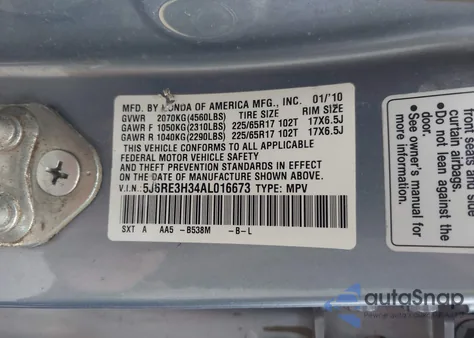 MFD. BY HONDA OF AMERICA MFG., INC. 01/'10
GVWR 2070KG(4560LBS) TIRE SIZE RIM SIZE
GAWR F 1050KG(2310LBS) 225/65R17 102T 17X6.5J
GAWR R 1040KG(2290LBS) 225/65R17 102T 17X6.5J
THIS VEHICLE CONFORMS TO ALL APPLICABLE
FEDERAL MOTOR VEHICLE SAFETY, BUMPER,
AND THEFT PREVENTION STANDARDS IN EFFECT
ON THE DATE OF MANUFACTURE SHOWN ABOVE.
V.I.N.: 5J6RE3H34AL016673 TYPE: MPV
SXT A AA5 -B538M -B-L
front seat and side
curtain airbags.
• Do not lean against the
door.
• See owner's manual for
more information.
autoSnap